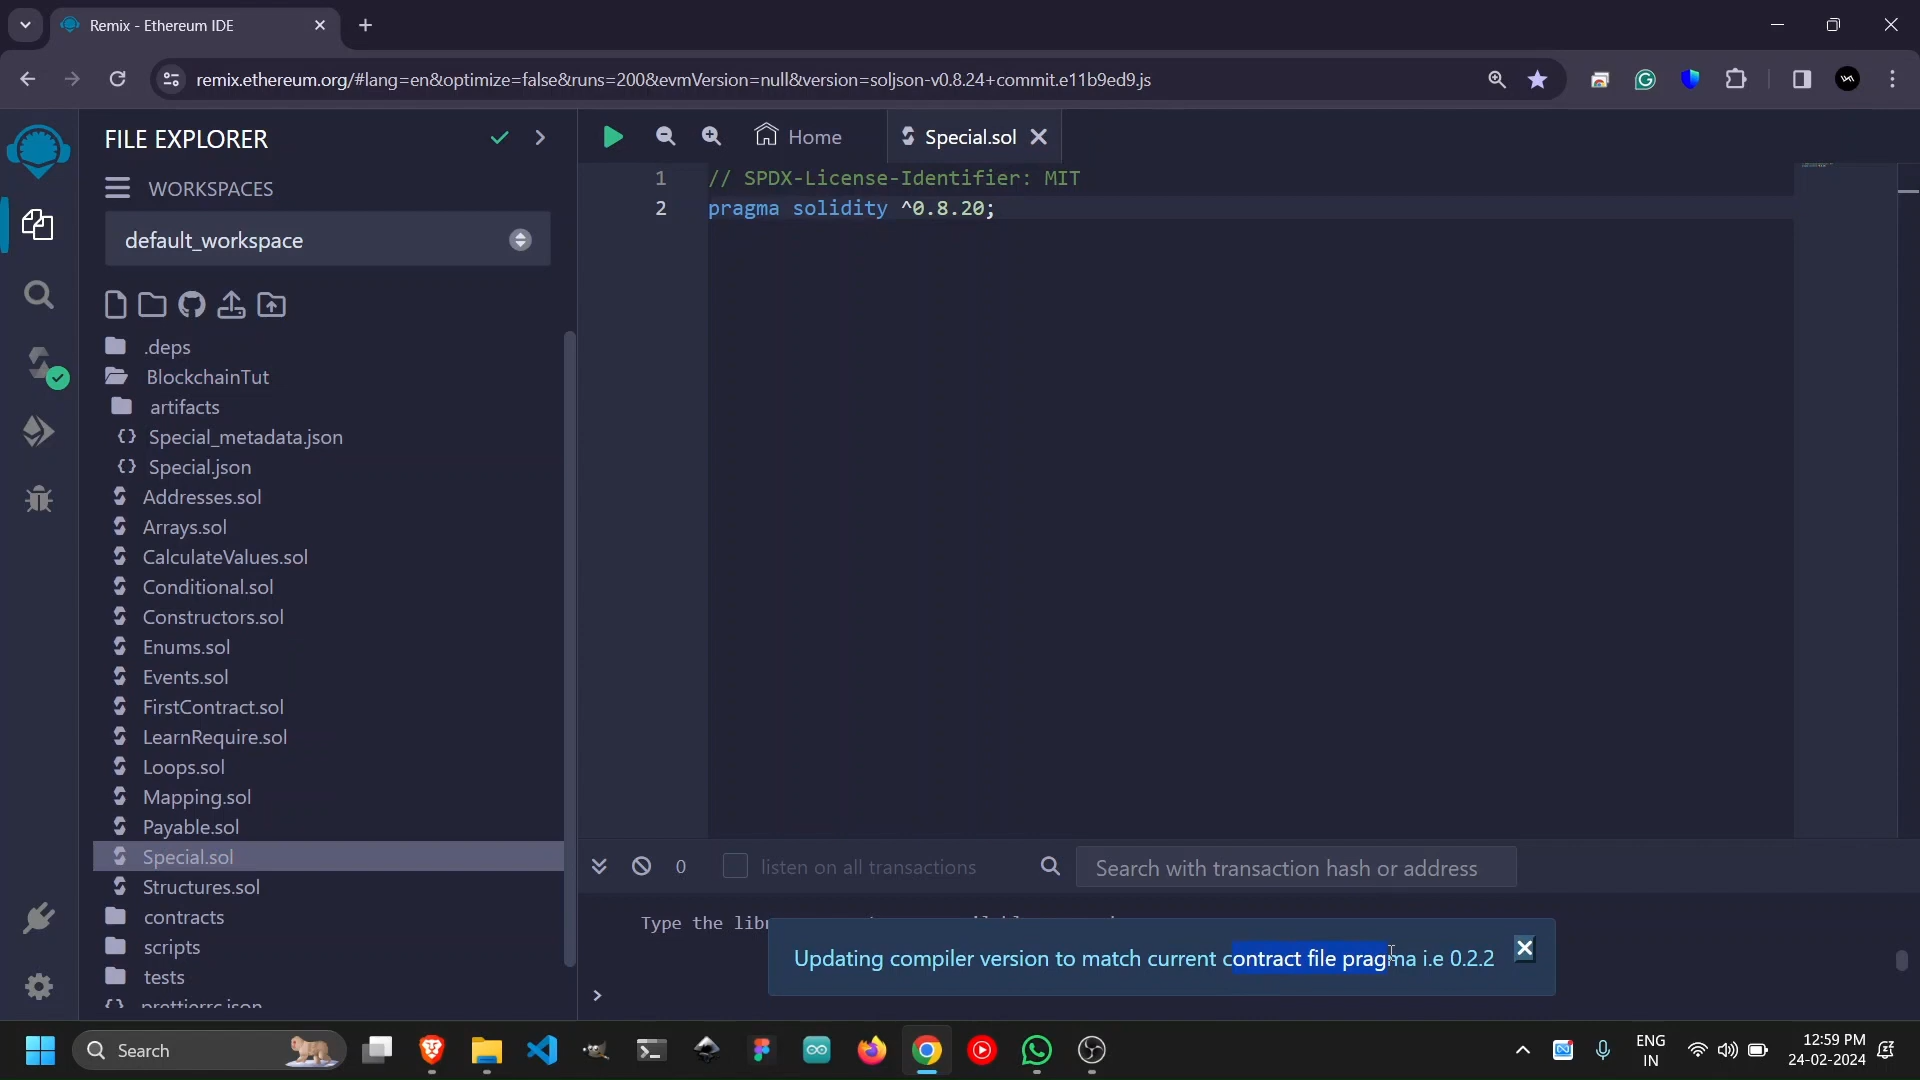 Remix - Ethereum IDE
remix.ethereum.org/#lang=en&optimize=false&runs=200&evmVersion=null&version=soljson-v0.8.24+commit.e11b9ed9.js
FILE EXPLORER
WORKSPACES
default_workspace
.deps
BlockchainTut
artifacts
Special_metadata.json
Special.json
Addresses.sol
Arrays.sol
CalculateValues.sol
Conditional.sol
Constructors.sol
Enums.sol
Events.sol
FirstContract.sol
LearnRequire.sol
Loops.sol
Mapping.sol
Payable.sol
Special.sol
Structures.sol
contracts
scripts
tests
Home
Special.sol
1 // SPDX-License-Identifier: MIT
2 pragma solidity ^0.8.20;
0 listen on all transactions
Search with transaction hash or address
Type the
Updating compiler version to match current contract file pragma i.e 0.2.2
>
Search
ENG
IN
12:59 PM
24-02-2024